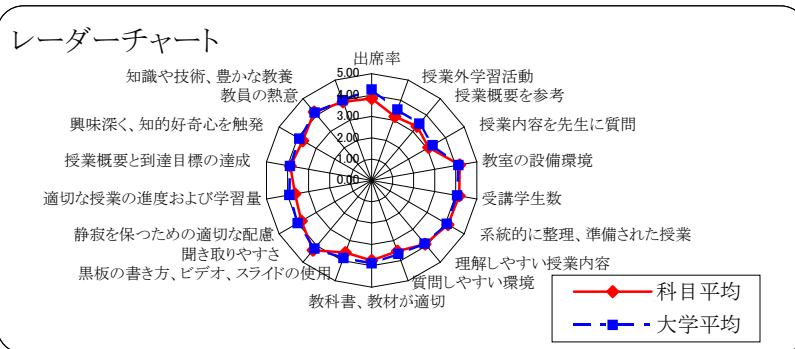 レーダーチャート
出席率
授業外学習活動
授業概要を参考
授業内容を先生に質問
教室の設備環境
受講学生数
系統的に整理、準備された授業
理解しやすい授業内容
質問しやすい環境
教科書、教材が適切
黒板の書き方、ビデオ、スライドの使用
聞き取りやすさ
静寂を保つための適切な配慮
適切な授業の進度および学習量
授業概要と到達目標の達成
興味深く、知的好奇心を触発
教員の熱意
知識や技術、豊かな教養
5.00
4.00
3.00
2.00
1.00
0.00
科目平均
大学平均